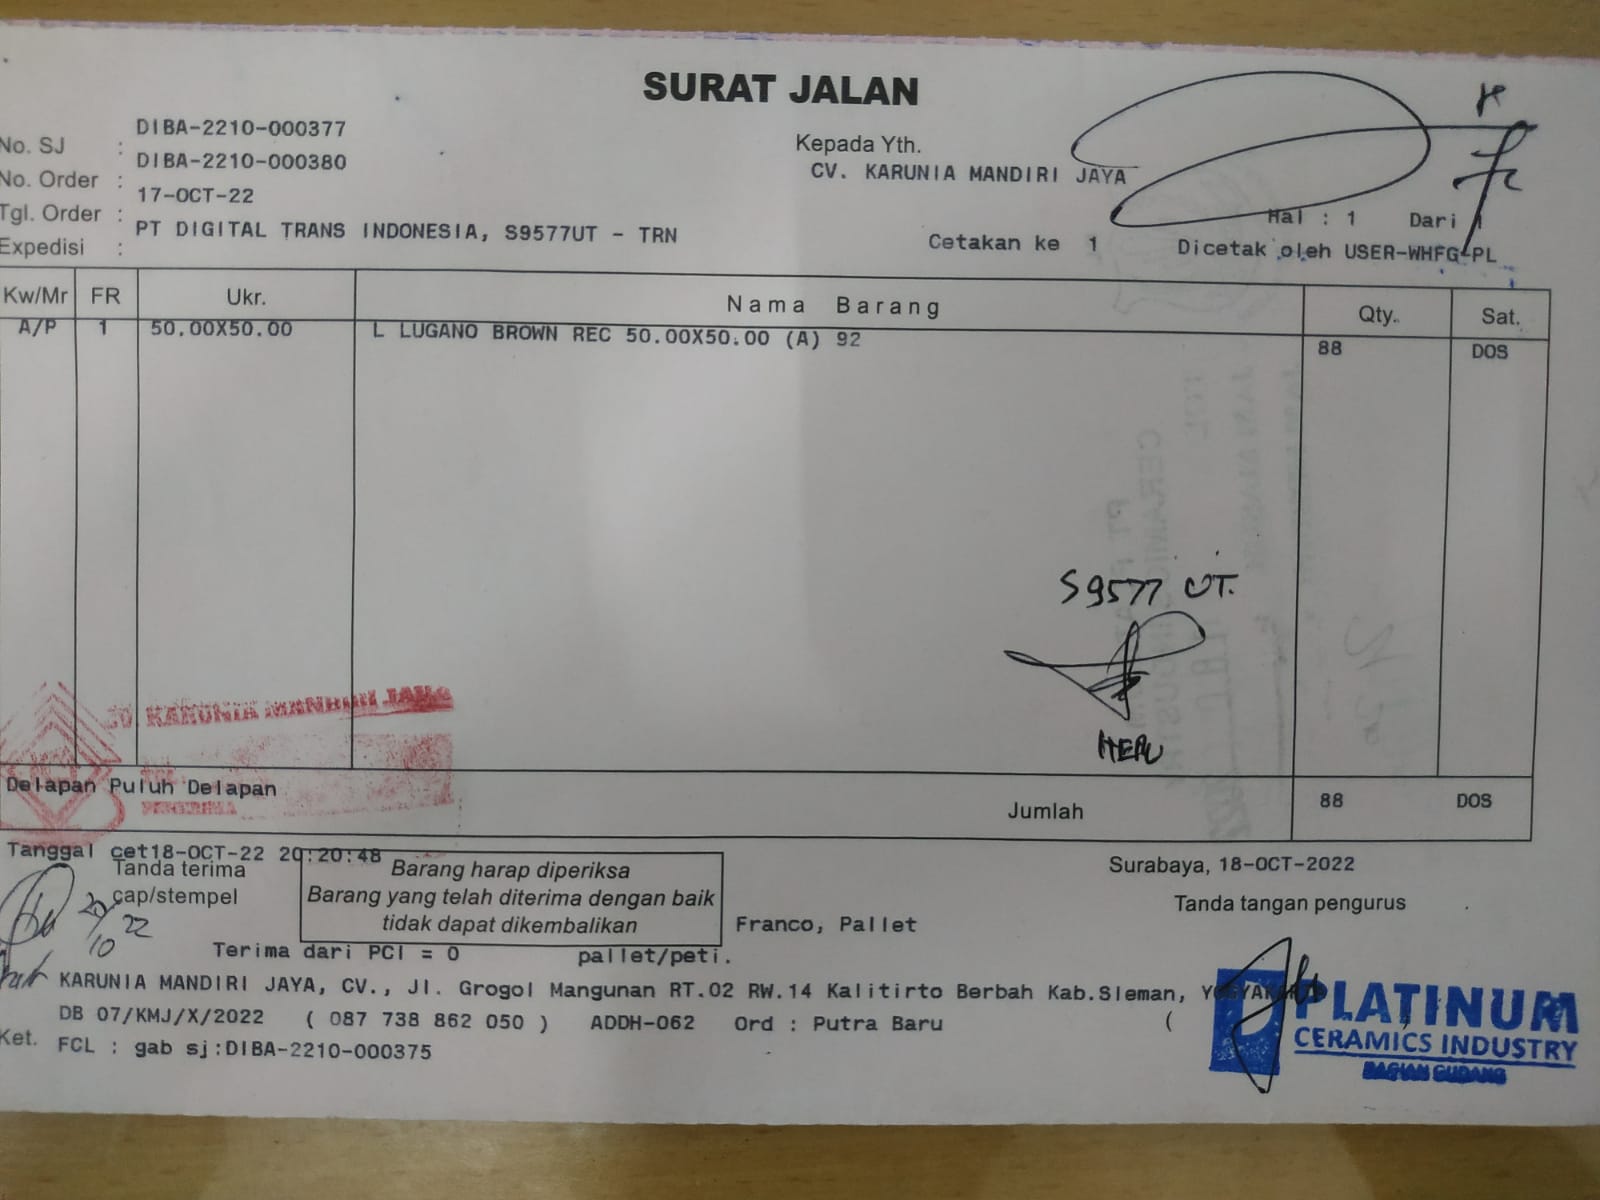 SURAT JALAN
No. SJ : DIBA-2210-000377
No. Order : DIBA-2210-000380
Tgl. Order : 17-OCT-22
Expedisi : PT DIGITAL TRANS INDONESIA, S9577UT - TRN
Kepada Yth.
CV. KARUNIA MANDIRI JAYA
Hal : 1 Dari 1
Cetakan ke 1 Dicetak oleh USER-WHFG-PL
Kw/Mr FR Ukr. Nama Barang Qty. Sat.
A/P 1 50.00X50.00 L LUGANO BROWN REC 50.00X50.00 (A) 92 88 DOS
S9577 UT.
HERU
KARUNIA MANDIRI JAYA
PENERIMA
Delapan Puluh Delapan
Jumlah 88 DOS
Tanggal cet18-OCT-22 20:20:48
Tanda terima
cap/stempel
20/10 22
Barang harap diperiksa
Barang yang telah diterima dengan baik
tidak dapat dikembalikan
Surabaya, 18-OCT-2022
Tanda tangan pengurus
Franco, Pallet
Terima dari PCI = 0 pallet/peti.
KARUNIA MANDIRI JAYA, CV., Jl. Grogol Mangunan RT.02 RW.14 Kalitirto Berbah Kab.Sleman,
DB 07/KMJ/X/2022 ( 087 738 862 050 ) ADDH-062 Ord : Putra Baru (
Ket. FCL : gab sj:DIBA-2210-000375
PLATINUM
CERAMICS INDUSTRY
BAGIAN GUDANG